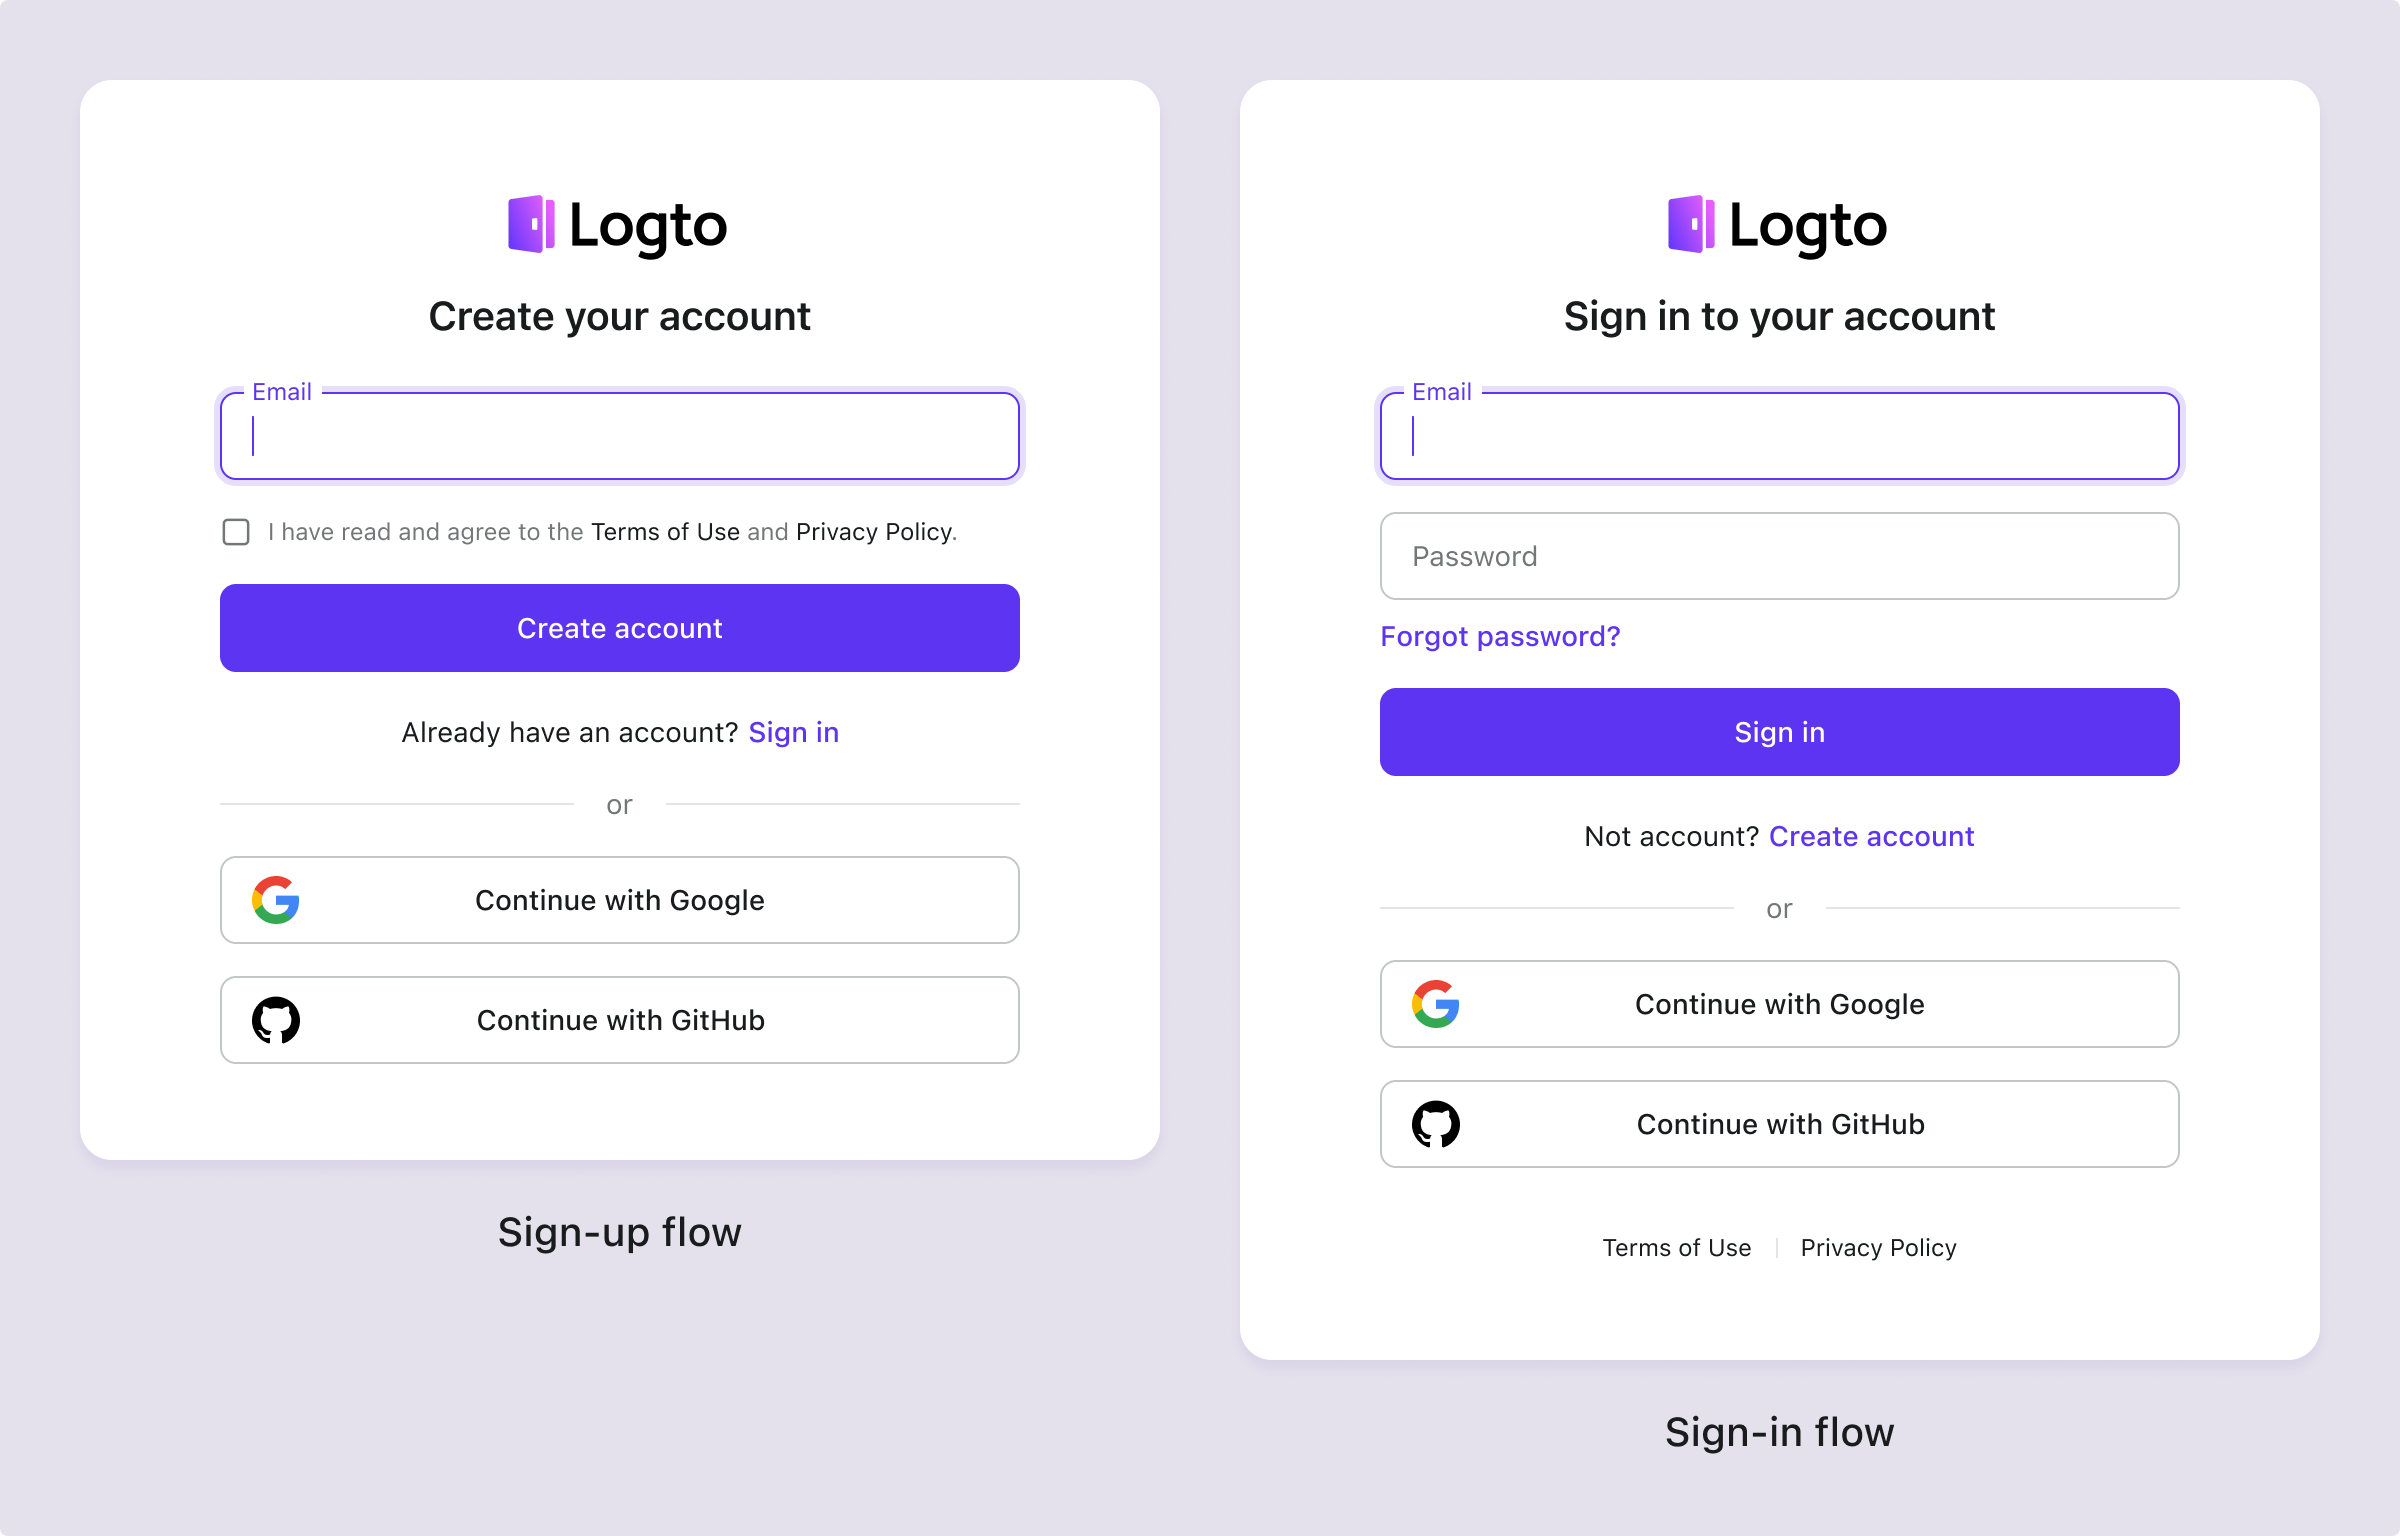 Logto
Create your account
Email
I have read and agree to the Terms of Use and Privacy Policy.
Create account
Already have an account? Sign in
or
Continue with Google
Continue with GitHub
Sign-up flow
Logto
Sign in to your account
Email
Password
Forgot password?
Sign in
Not account? Create account
or
Continue with Google
Continue with GitHub
Terms of Use | Privacy Policy
Sign-in flow